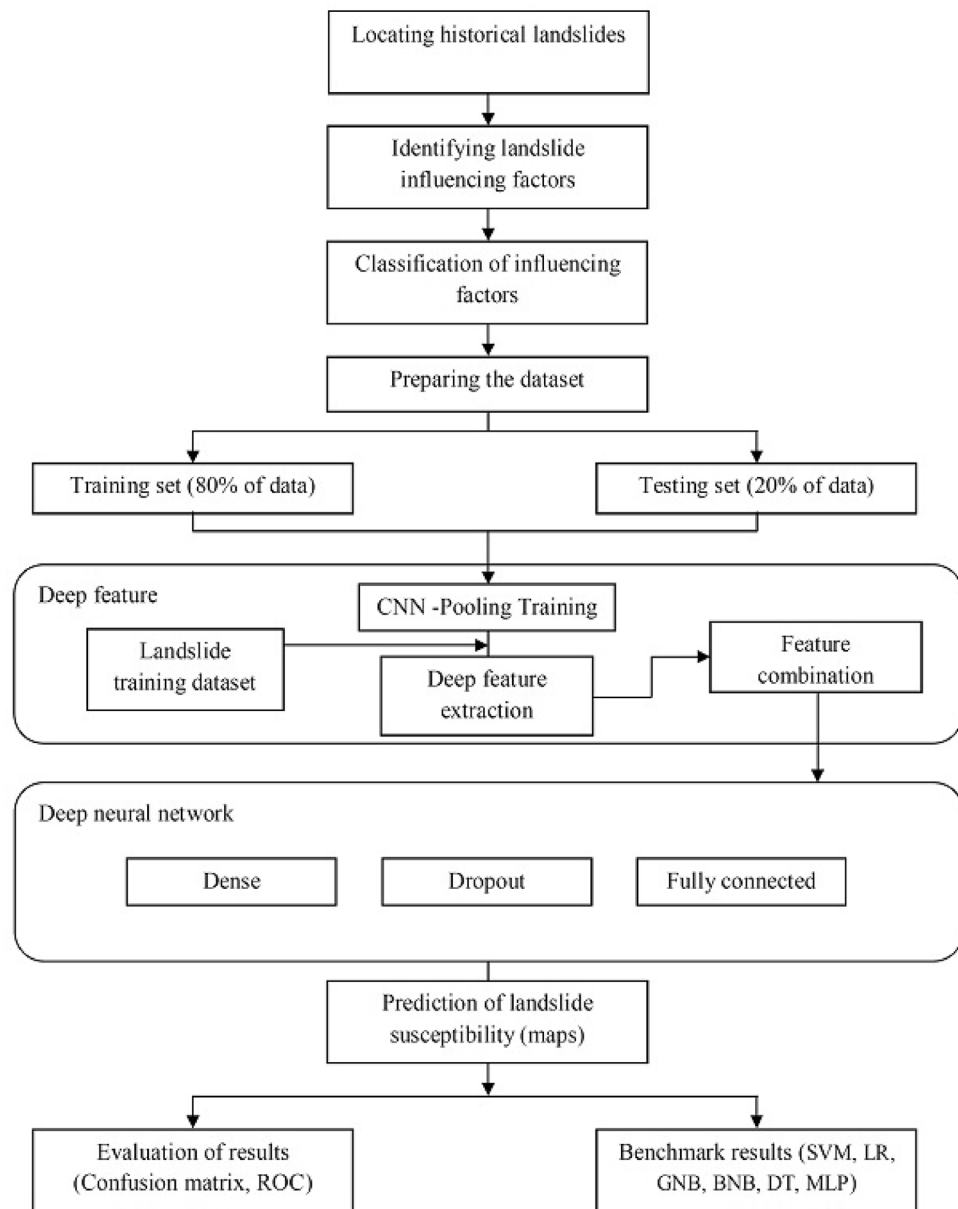 Locating historical landslides
Identifying landslide
influencing factors
Classification of influencing
factors
Preparing the dataset
Training set (80% of data)
Testing set (20% of data)
Deep feature
CNN -Pooling Training
Landslide
training dataset
Deep feature
extraction
Feature
combination
Deep neural network
Dense
Dropout
Fully connected
Prediction of landslide
susceptibility (maps)
Evaluation of results
(Confusion matrix, ROC)
Benchmark results (SVM, LR,
GNB, BNB, DT, MLP)